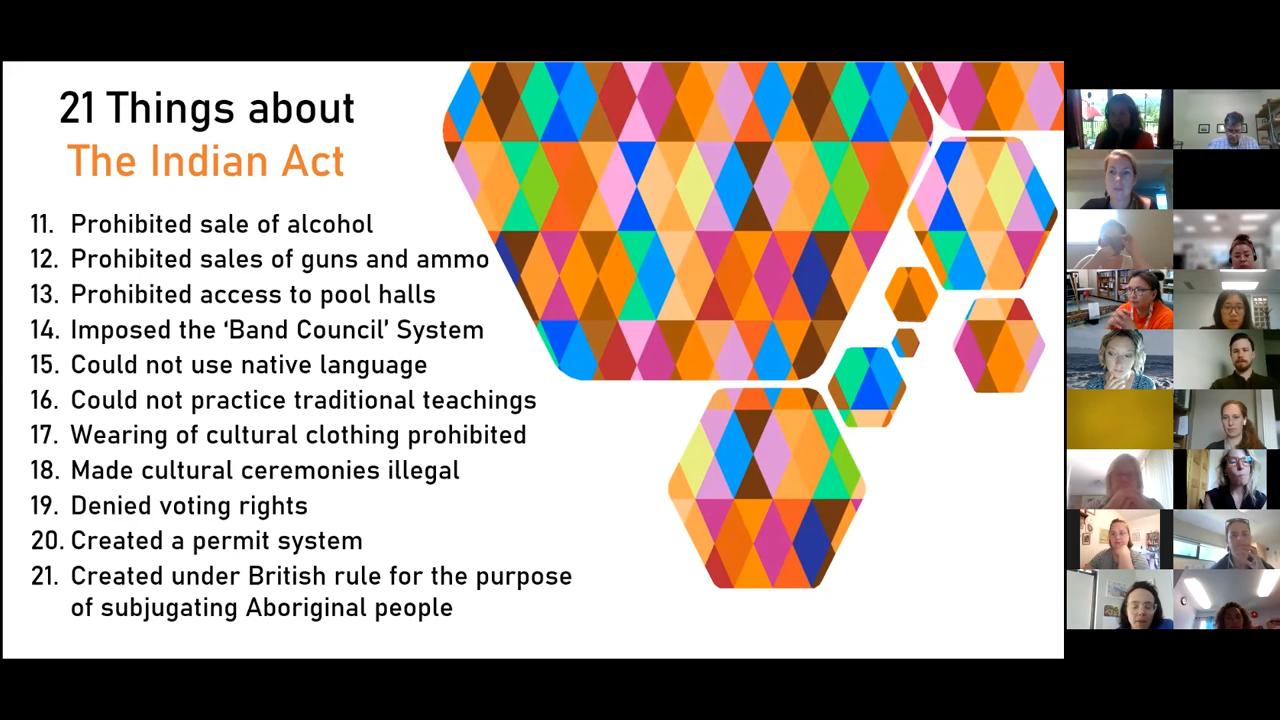 21 Things about
The Indian Act
11. Prohibited sale of alcohol
12. Prohibited sales of guns and ammo
13. Prohibited access to pool halls
14. Imposed the ‘Band Council’ System
15. Could not use native language
16. Could not practice traditional teachings
17. Wearing of cultural clothing prohibited
18. Made cultural ceremonies illegal
19. Denied voting rights
20. Created a permit system
21. Created under British rule for the purpose
of subjugating Aboriginal people